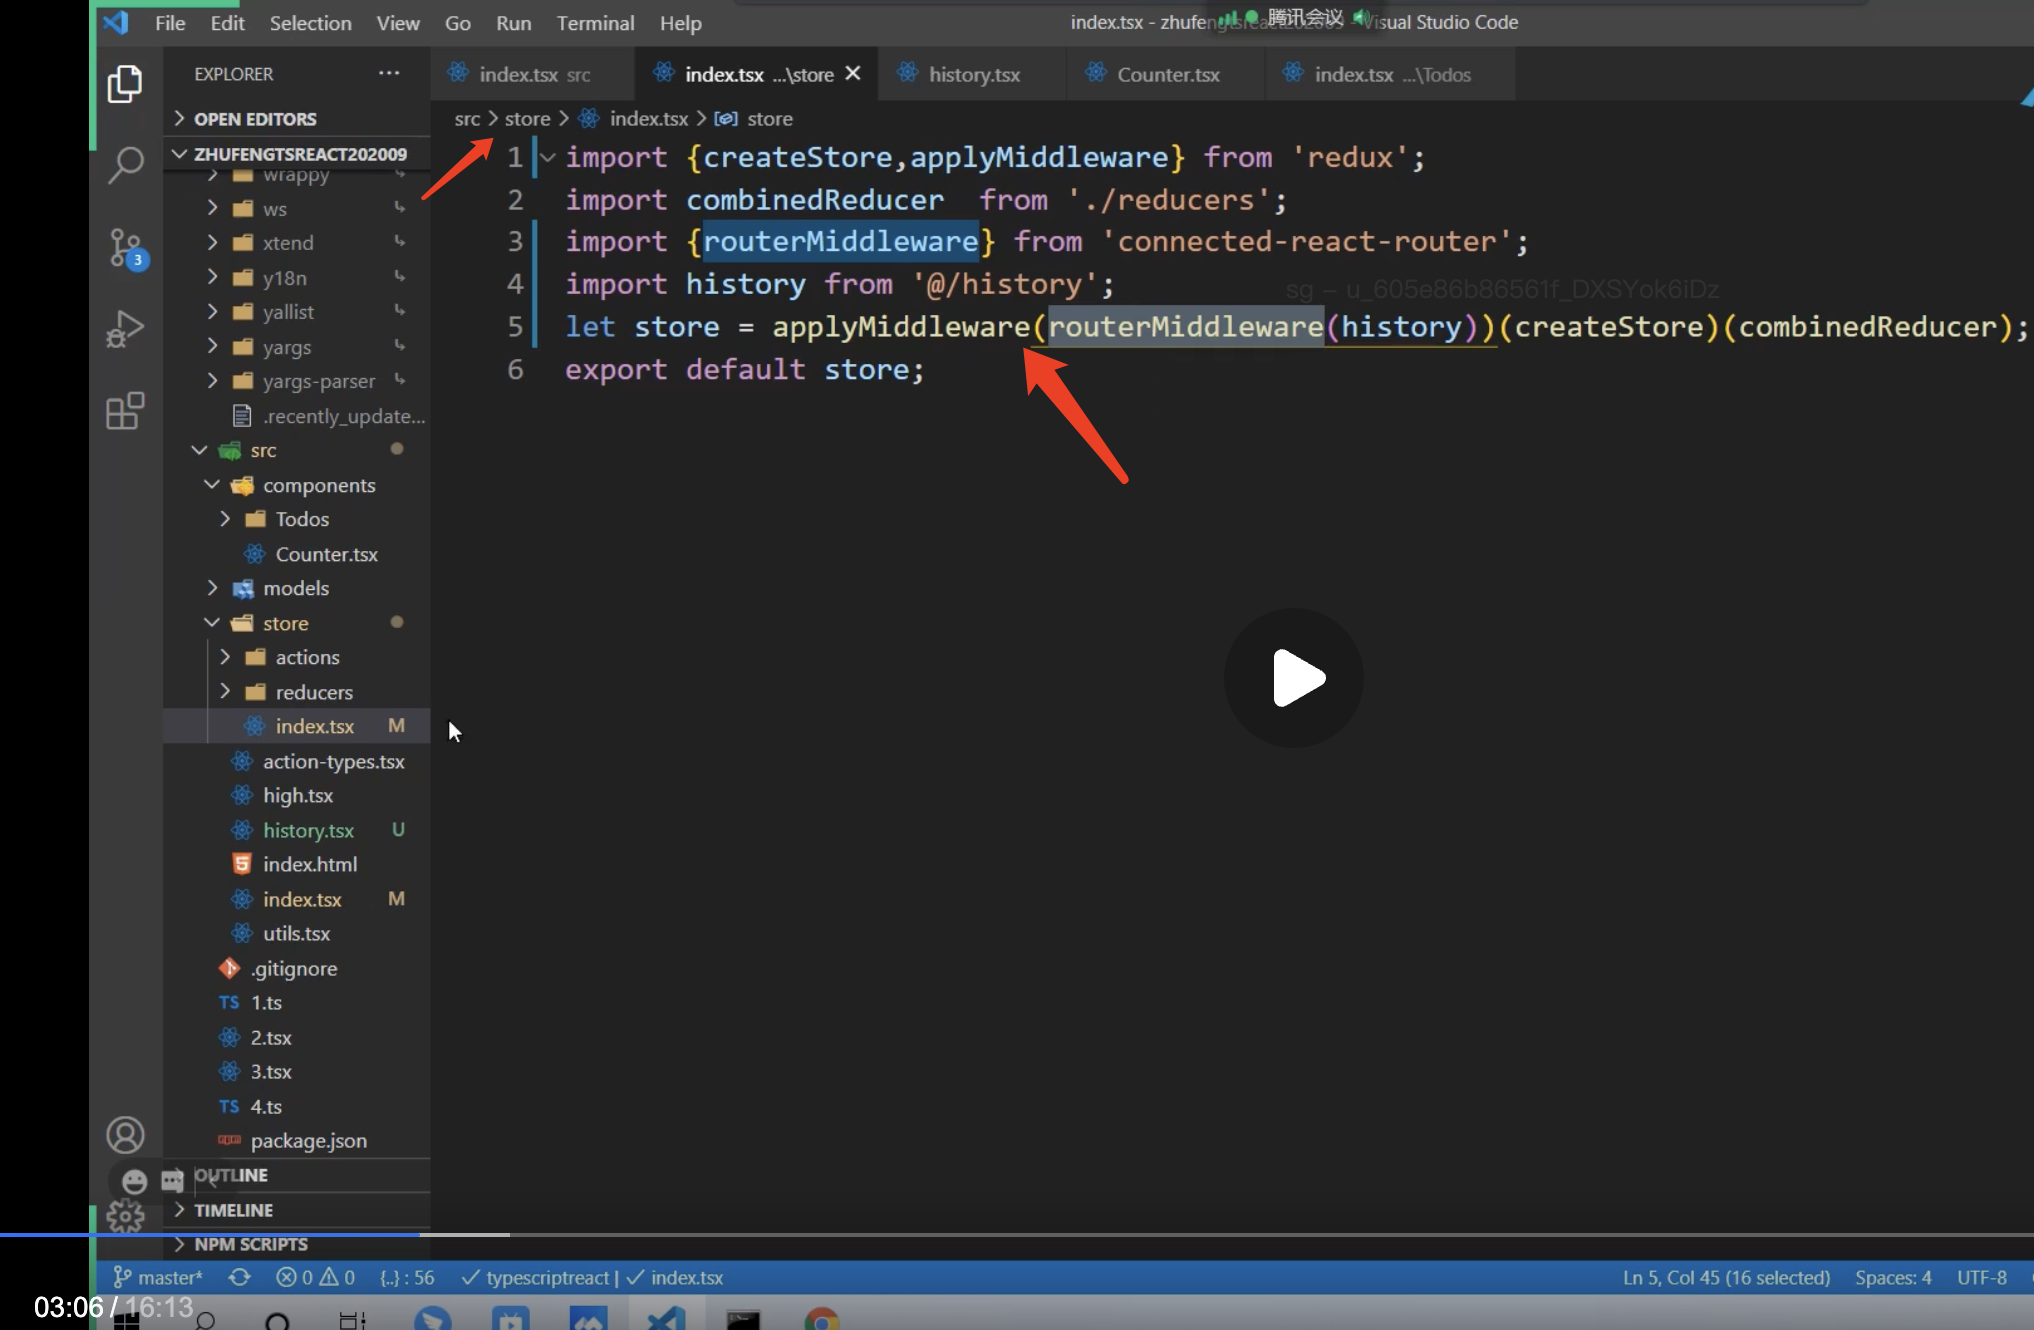 File Edit Selection View Go Run Terminal Help
index.tsx - zhufengtsreact202009 - Visual Studio Code
腾讯会议
EXPLORER ...
index.tsx src
index.tsx ...\store
history.tsx
Counter.tsx
index.tsx ...\Todos
OPEN EDITORS
ZHUFENGTSREACT202009
src > store > index.tsx > store
wrappy
ws
xtend
y18n
yallist
yargs
yargs-parser
.recently_update...
src
components
Todos
Counter.tsx
models
store
actions
reducers
index.tsx M
action-types.tsx
high.tsx
history.tsx U
index.html
index.tsx M
utils.tsx
.gitignore
TS 1.ts
2.tsx
3.tsx
TS 4.ts
package.json
OUTLINE
TIMELINE
NPM SCRIPTS
3
1 import {createStore,applyMiddleware} from 'redux';
2 import combinedReducer from './reducers';
3 import {routerMiddleware} from 'connected-react-router';
4 import history from '@/history';
5 let store = applyMiddleware(routerMiddleware(history))(createStore)(combinedReducer);
6 export default store;
sg – u_605e86b86561f_DXSYok6iDz
master* 0 0 {..} : 56 typescriptreact | index.tsx
Ln 5, Col 45 (16 selected) Spaces: 4 UTF-8
03:06 / 16:13